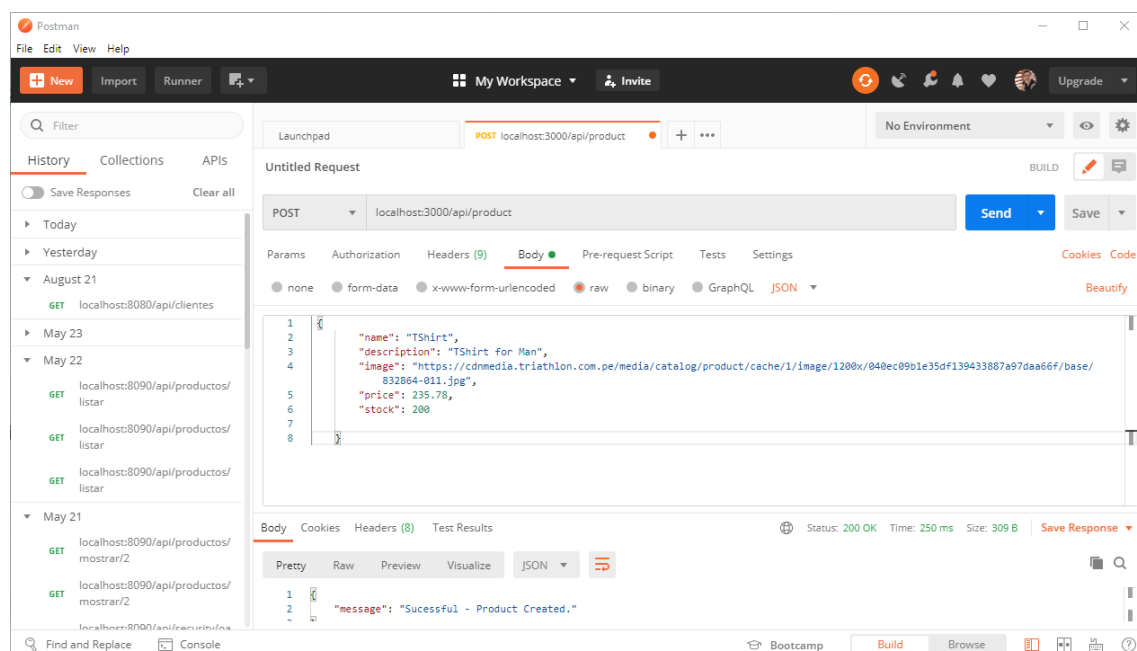 Postman
File Edit View Help
New Import Runner My Workspace Invite Upgrade
Filter
History Collections APIs
Save Responses Clear all
Today
Yesterday
August 21
GET localhost:8080/api/clientes
May 23
May 22
GET localhost:8090/api/productos/
listar
GET localhost:8090/api/productos/
listar
GET localhost:8090/api/productos/
listar
May 21
GET localhost:8090/api/productos/
mostrar/2
GET localhost:8090/api/productos/
mostrar/2
Launchpad POST localhost:3000/api/product No Environment
Untitled Request BUILD
POST localhost:3000/api/product Send Save
Params Authorization Headers (9) Body Pre-request Script Tests Settings Cookies Code
none form-data x-www-form-urlencoded raw binary GraphQL JSON Beautify
1 {
2 "name": "TShirt",
3 "description": "TShirt for Man",
4 "image": "https://cdnmedia.triathlon.com.pe/media/catalog/product/cache/1/image/1200x/040ec09b1e35df139433887a97daa66f/base/
832864-011.jpg",
5 "price": 235.78,
6 "stock": 200
7
8 }
Body Cookies Headers (8) Test Results Status: 200 OK Time: 250 ms Size: 309 B Save Response
Pretty Raw Preview Visualize JSON
1 {
2 "message": "Sucessful - Product Created."
Find and Replace Console Bootcamp Build Browse